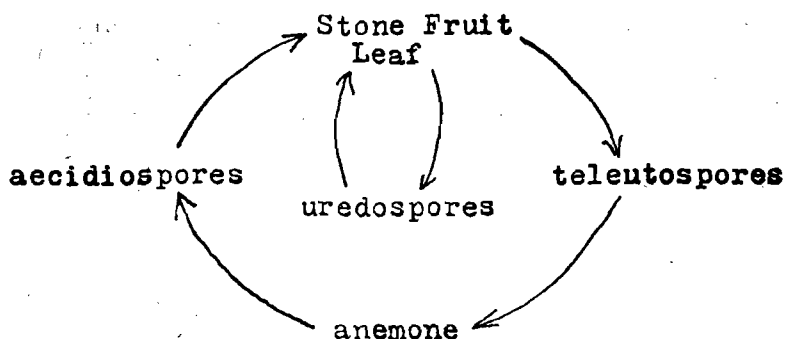 Stone Fruit
Leaf
aecidiospores
teleutospores
uredospores
anemone